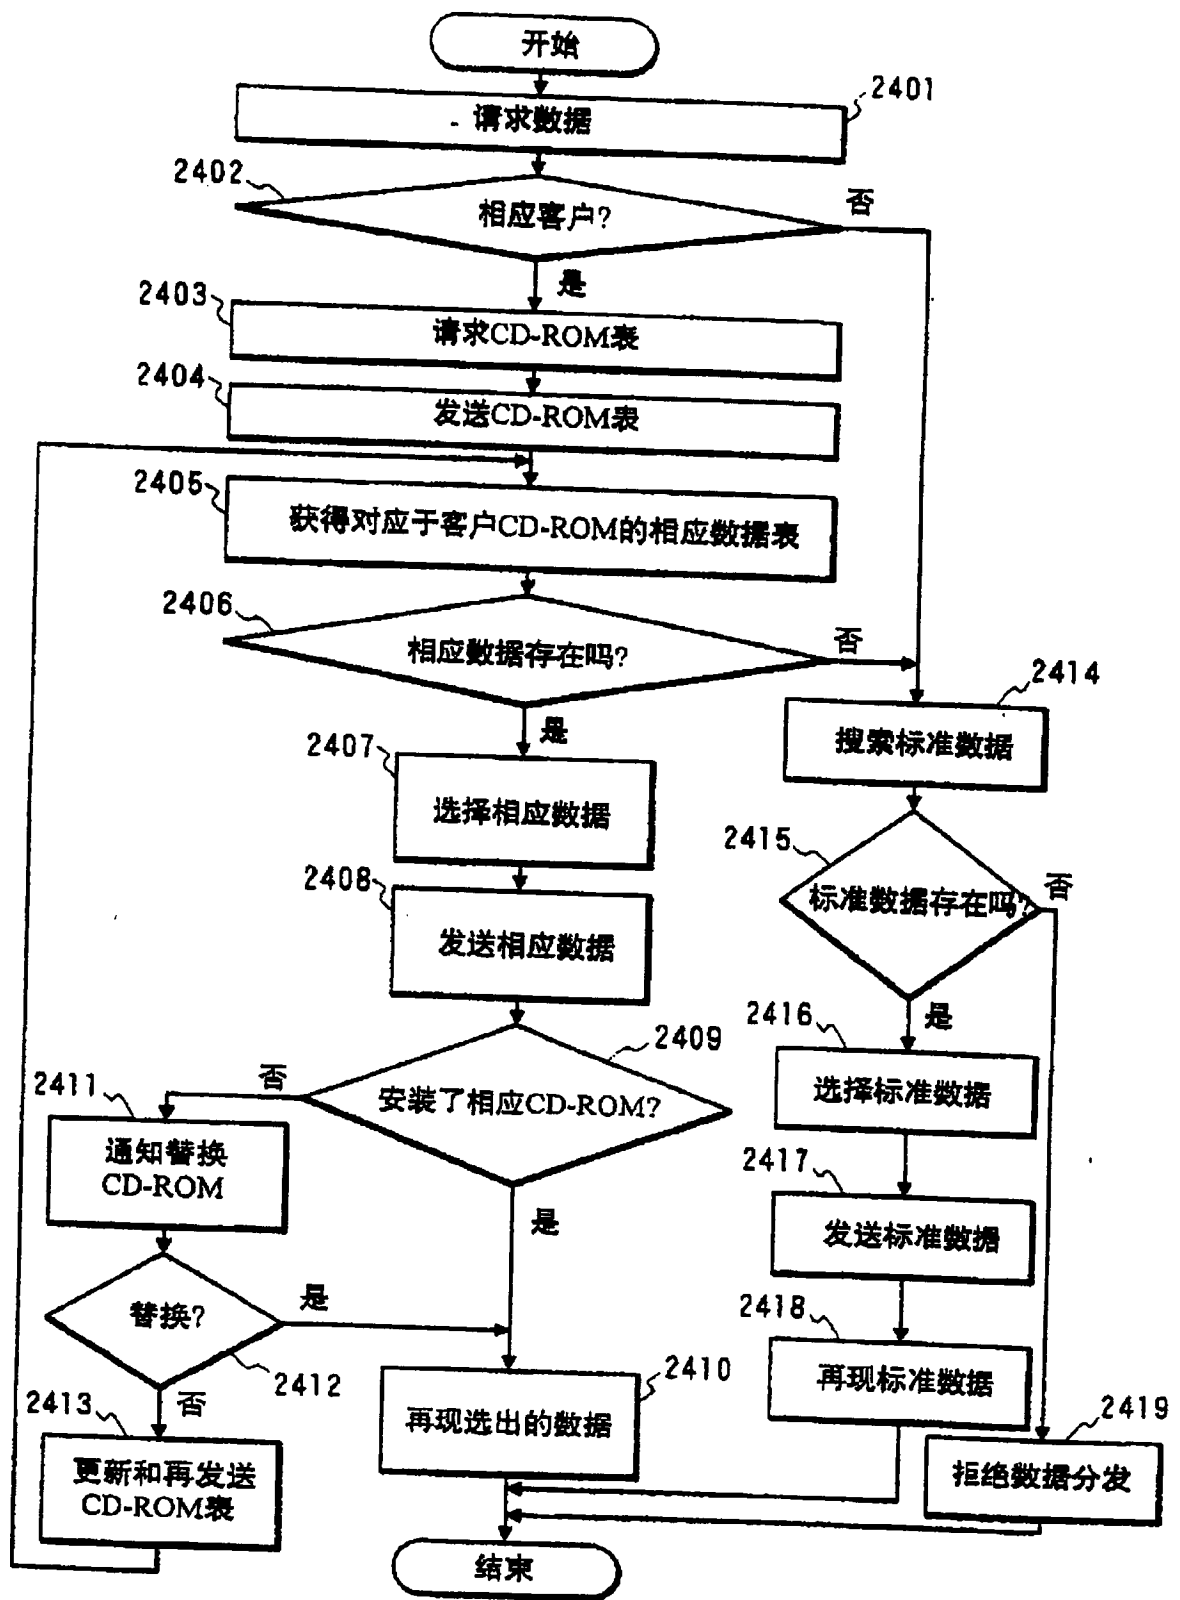 开始
2401
请求数据
2402
相应客户?
否
是
2403
请求CD-ROM表
2404
发送CD-ROM表
2405
获得对应于客户CD-ROM的相应数据表
2406
相应数据存在吗?
否
是
2414
搜索标准数据
2407
选择相应数据
2415
标准数据存在吗?
否
是
2408
发送相应数据
2409
安装了相应CD-ROM?
否
是
2416
选择标准数据
2411
通知替换
CD-ROM
2417
发送标准数据
替换?
是
2412
否
2418
再现标准数据
2410
再现选出的数据
2413
更新和再发送
CD-ROM表
2419
拒绝数据分发
结束